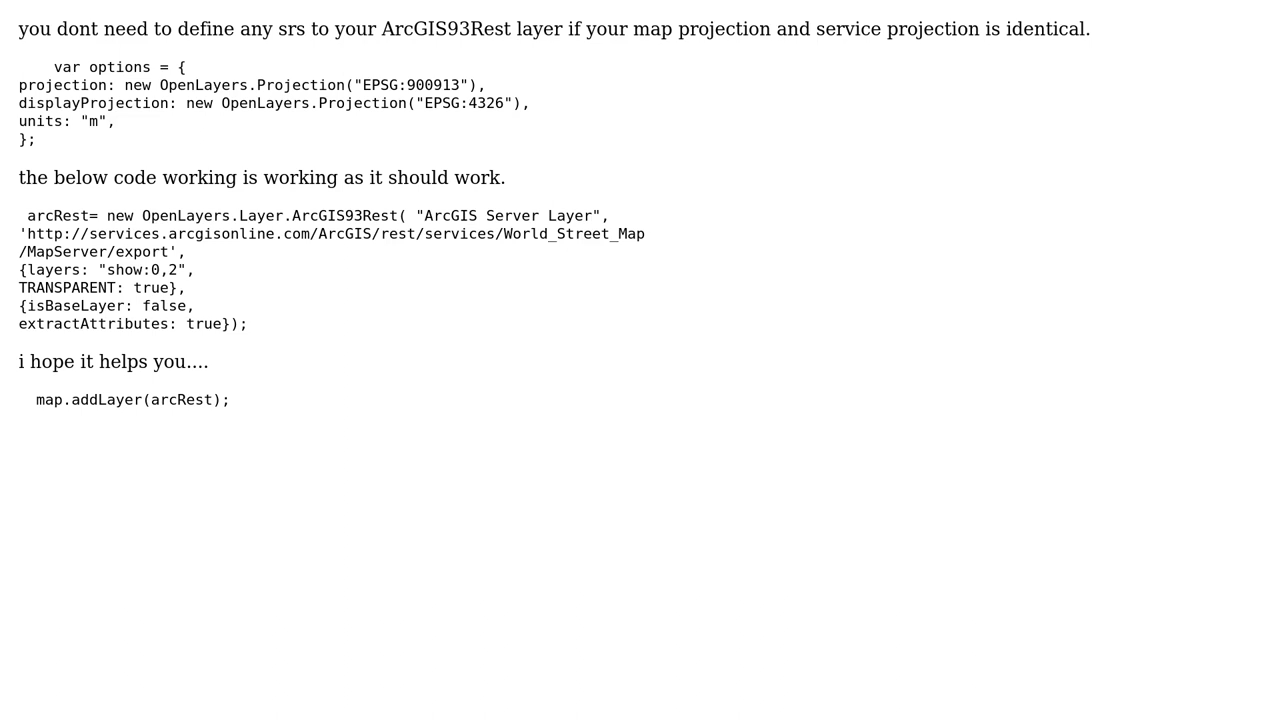 you dont need to define any srs to your ArcGIS93Rest layer if your map projection and service projection is identical.
    var options = {
projection: new OpenLayers.Projection("EPSG:900913"),
displayProjection: new OpenLayers.Projection("EPSG:4326"),
units: "m",
};
the below code working is working as it should work.
 arcRest= new OpenLayers.Layer.ArcGIS93Rest( "ArcGIS Server Layer",
'http://services.arcgisonline.com/ArcGIS/rest/services/World_Street_Map
/MapServer/export',
{layers: "show:0,2",
TRANSPARENT: true},
{isBaseLayer: false,
extractAttributes: true});
i hope it helps you....
  map.addLayer(arcRest);